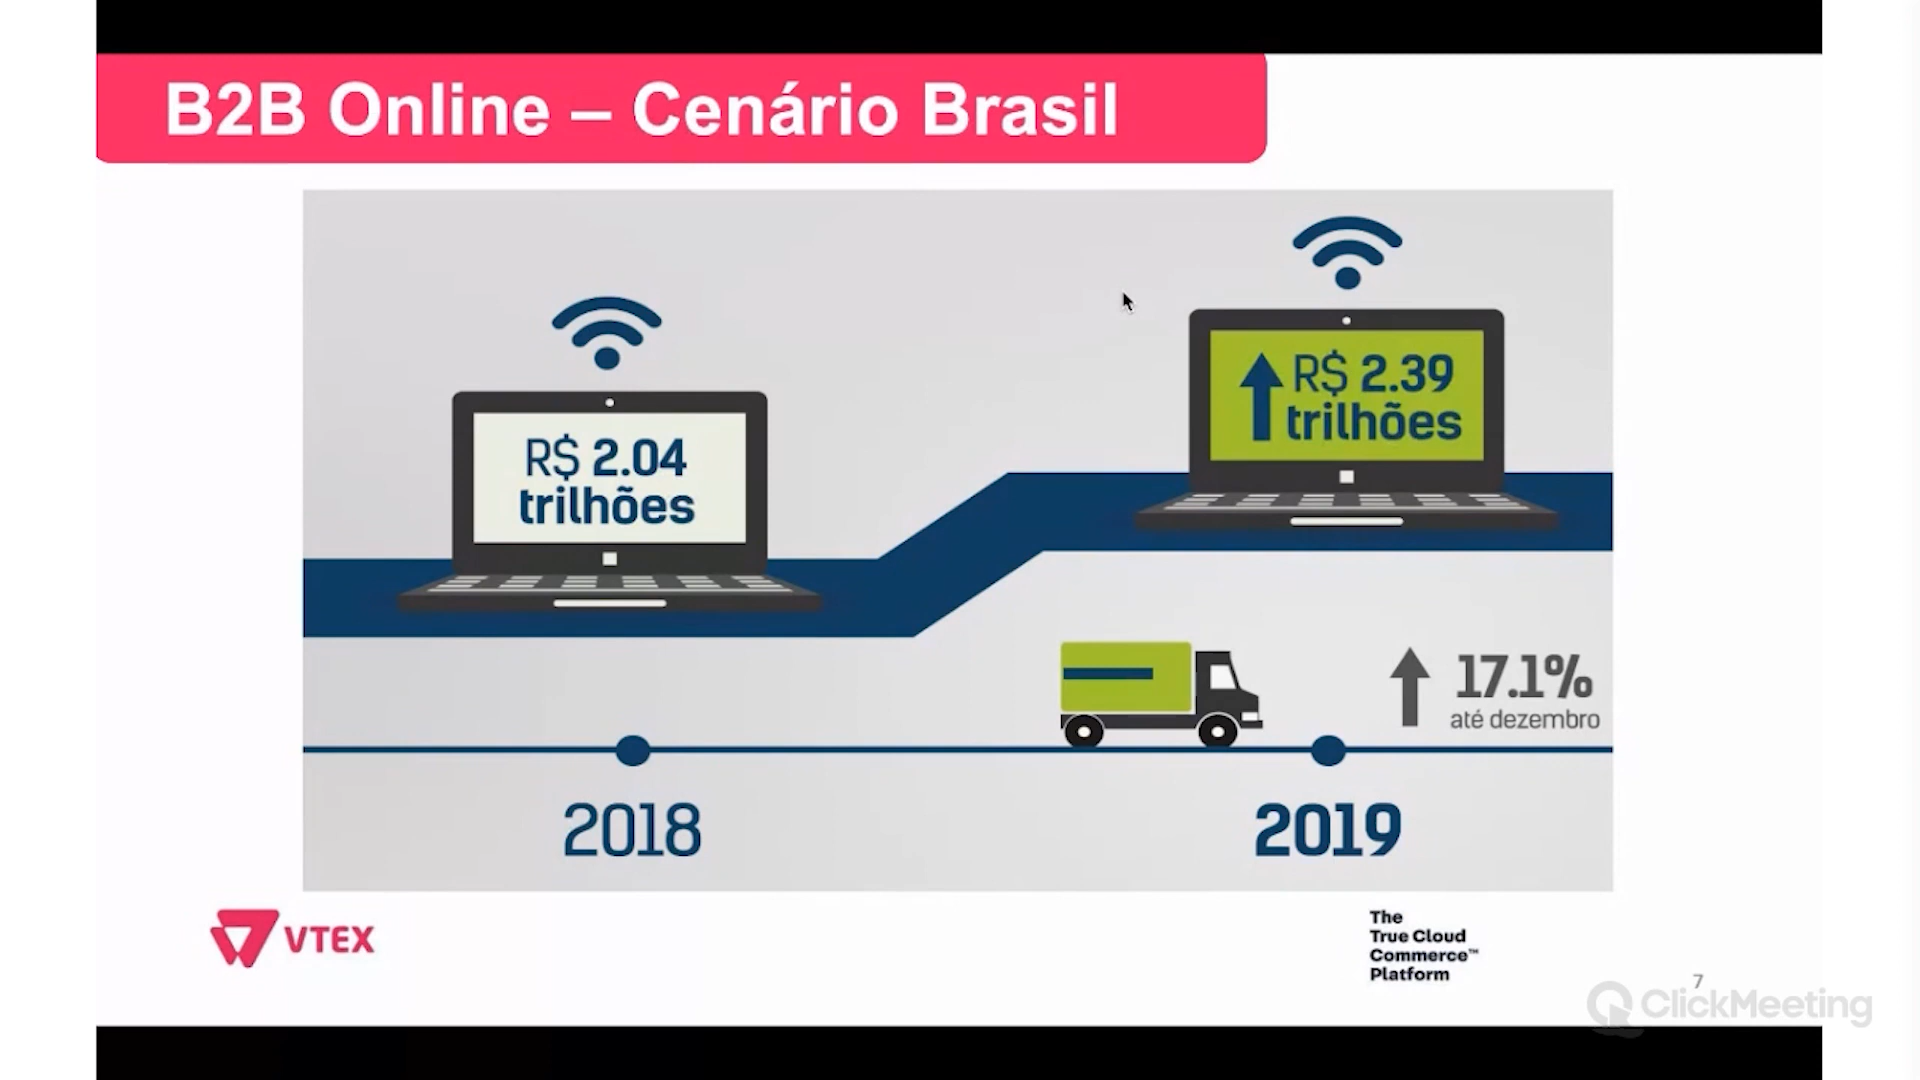 B2B Online – Cenário Brasil
R$ 2.04
trilhões
R$ 2.39
trilhões
17.1%
até dezembro
2018
2019
VTEX
The
True Cloud
Commerce™
Platform
7
ClickMeeting